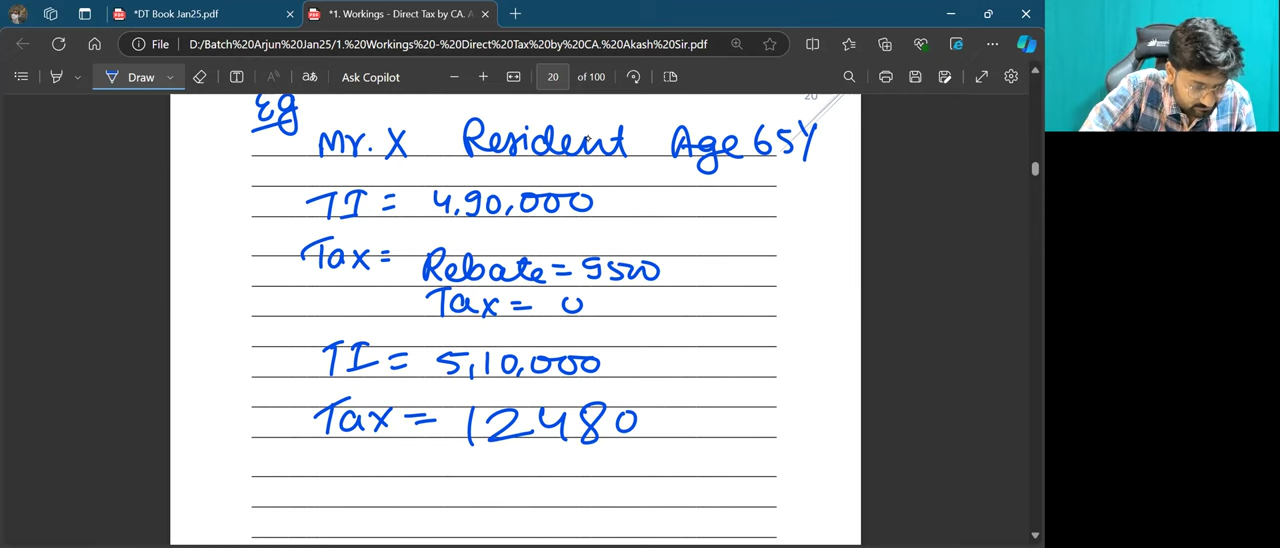 *DT Book Jan25.pdf
*1. Workings - Direct Tax by CA. A
File
D:/Batch%20Arjun%20Jan25/1.%20Workings%20-%20Direct%20Tax%20by%20CA.%20Akash%20Sir.pdf
Draw
Ask Copilot
20 of 100
20
Eg
Mr. X Resident Age 65Y
TI = 4,90,000
Tax = Rebate = 9500
Tax = 0
TI = 5,10,000
Tax = 12480